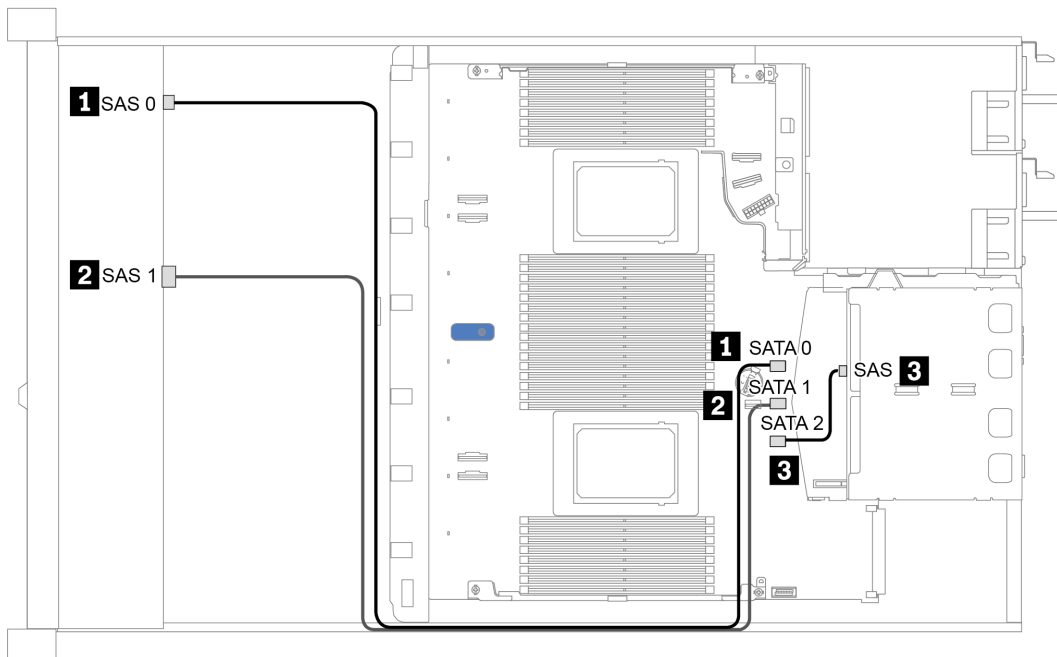 1 SAS 0
2 SAS 1
1 SATA 0
2 SATA 1
SATA 2
3
SAS 3